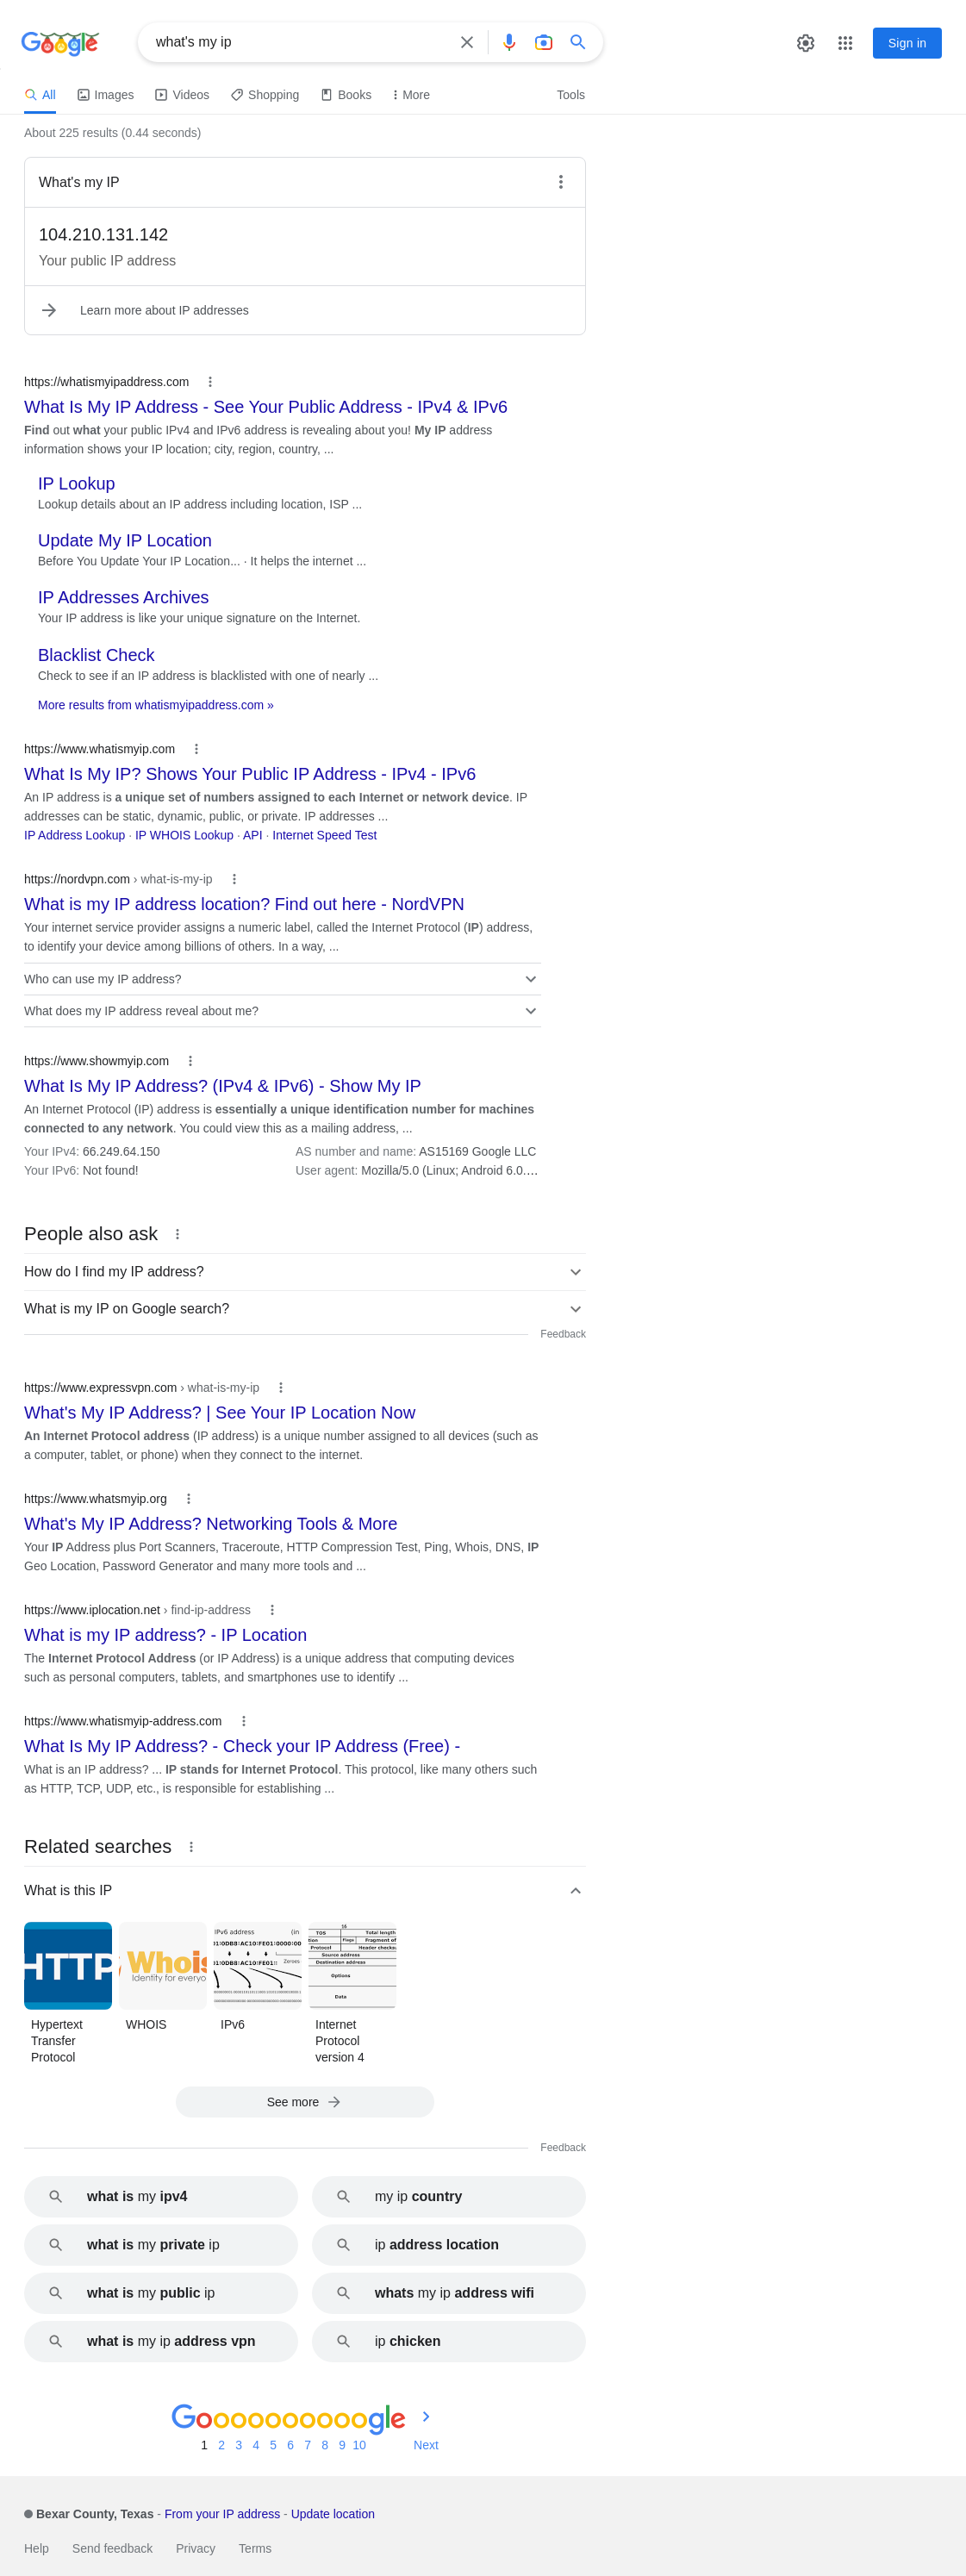 Google
what's my ip
Sign in
All Images Videos Shopping Books More Tools
About 225 results (0.44 seconds)
What's my IP
104.210.131.142
Your public IP address
Learn more about IP addresses
https://whatismyipaddress.com
What Is My IP Address - See Your Public Address - IPv4 & IPv6
Find out what your public IPv4 and IPv6 address is revealing about you! My IP address
information shows your IP location; city, region, country, ...
IP Lookup
Lookup details about an IP address including location, ISP ...
Update My IP Location
Before You Update Your IP Location... · It helps the internet ...
IP Addresses Archives
Your IP address is like your unique signature on the Internet.
Blacklist Check
Check to see if an IP address is blacklisted with one of nearly ...
More results from whatismyipaddress.com »
https://www.whatismyip.com
What Is My IP? Shows Your Public IP Address - IPv4 - IPv6
An IP address is a unique set of numbers assigned to each Internet or network device. IP
addresses can be static, dynamic, public, or private. IP addresses ...
IP Address Lookup · IP WHOIS Lookup · API · Internet Speed Test
https://nordvpn.com › what-is-my-ip
What is my IP address location? Find out here - NordVPN
Your internet service provider assigns a numeric label, called the Internet Protocol (IP) address,
to identify your device among billions of others. In a way, ...
Who can use my IP address?
What does my IP address reveal about me?
https://www.showmyip.com
What Is My IP Address? (IPv4 & IPv6) - Show My IP
An Internet Protocol (IP) address is essentially a unique identification number for machines
connected to any network. You could view this as a mailing address, ...
Your IPv4: 66.249.64.150 AS number and name: AS15169 Google LLC
Your IPv6: Not found! User agent: Mozilla/5.0 (Linux; Android 6.0.…
People also ask
How do I find my IP address?
What is my IP on Google search?
Feedback
https://www.expressvpn.com › what-is-my-ip
What's My IP Address? | See Your IP Location Now
An Internet Protocol address (IP address) is a unique number assigned to all devices (such as
a computer, tablet, or phone) when they connect to the internet.
https://www.whatsmyip.org
What's My IP Address? Networking Tools & More
Your IP Address plus Port Scanners, Traceroute, HTTP Compression Test, Ping, Whois, DNS, IP
Geo Location, Password Generator and many more tools and ...
https://www.iplocation.net › find-ip-address
What is my IP address? - IP Location
The Internet Protocol Address (or IP Address) is a unique address that computing devices
such as personal computers, tablets, and smartphones use to identify ...
https://www.whatismyip-address.com
What Is My IP Address? - Check your IP Address (Free) -
What is an IP address? ... IP stands for Internet Protocol. This protocol, like many others such
as HTTP, TCP, UDP, etc., is responsible for establishing ...
Related searches
What is this IP
HTTP
Whois
Identity for everyo
IPv6 address (in
Zeroes
16
TOS Total length
Flags Fragment of
Protocol Header checksu
Source address
Destination address
Options
Data
Hypertext
Transfer
Protocol
WHOIS
IPv6
Internet
Protocol
version 4
See more
Feedback
what is my ipv4
my ip country
what is my private ip
ip address location
what is my public ip
whats my ip address wifi
what is my ip address vpn
ip chicken
Goooooooooogle
1 2 3 4 5 6 7 8 9 10 Next
Bexar County, Texas - From your IP address - Update location
Help Send feedback Privacy Terms